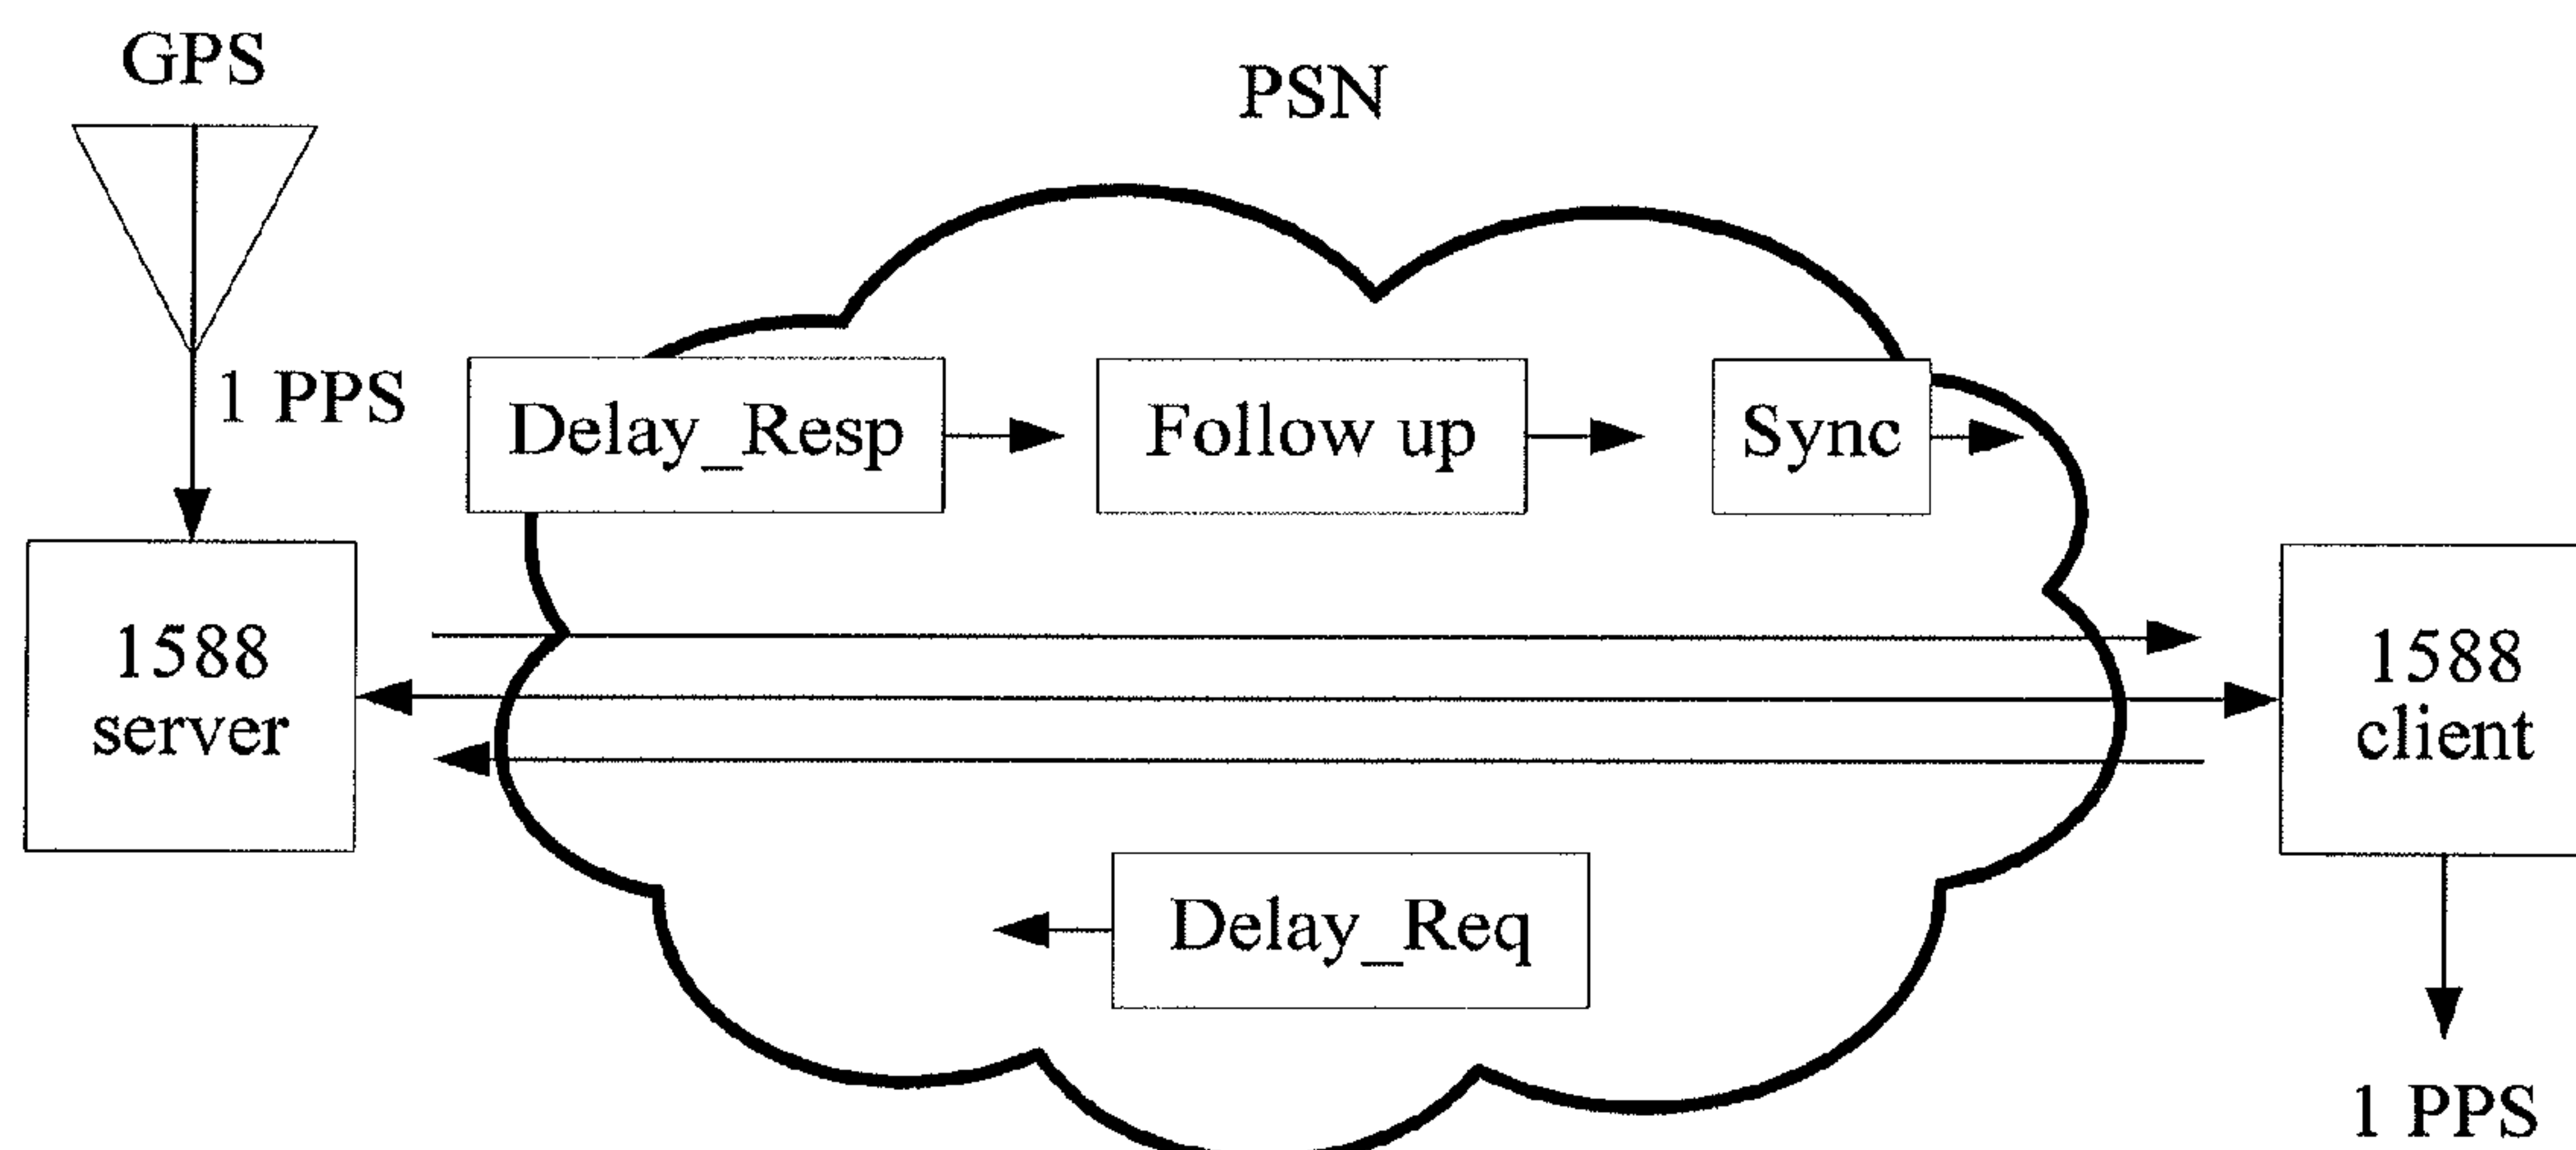 GPS
PSN
1 PPS
Delay_Resp
Follow up
Sync
1588
server
1588
client
Delay_Req
1 PPS